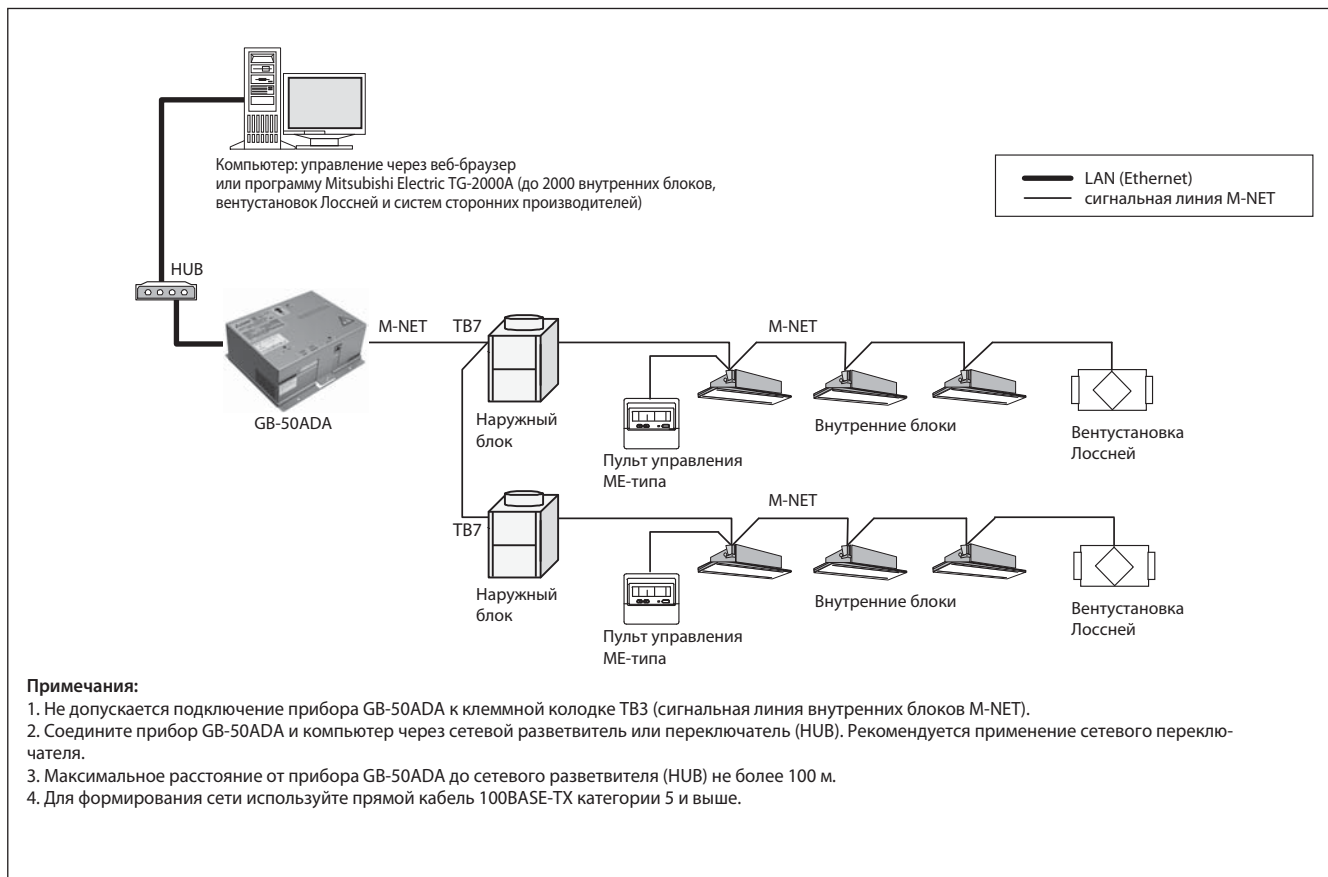 Компьютер: управление через веб-браузер
или программу Mitsubishi Electric TG-2000A (до 2000 внутренних блоков,
вентустановок Лоссней и систем сторонних производителей)
LAN (Ethernet)
сигнальная линия M-NET
HUB
M-NET
TB7
M-NET
GB-50ADA
Наружный
блок
Пульт управления
ME-типа
Внутренние блоки
Вентустановка
Лоссней
M-NET
TB7
Наружный
блок
Пульт управления
ME-типа
Внутренние блоки
Вентустановка
Лоссней
Примечания:
1. Не допускается подключение прибора GB-50ADA к клеммной колодке TB3 (сигнальная линия внутренних блоков M-NET).
2. Соедините прибор GB-50ADA и компьютер через сетевой разветвитель или переключатель (HUB). Рекомендуется применение сетевого переклю-
чателя.
3. Максимальное расстояние от прибора GB-50ADA до сетевого разветвителя (HUB) не более 100 м.
4. Для формирования сети используйте прямой кабель 100BASE-TX категории 5 и выше.